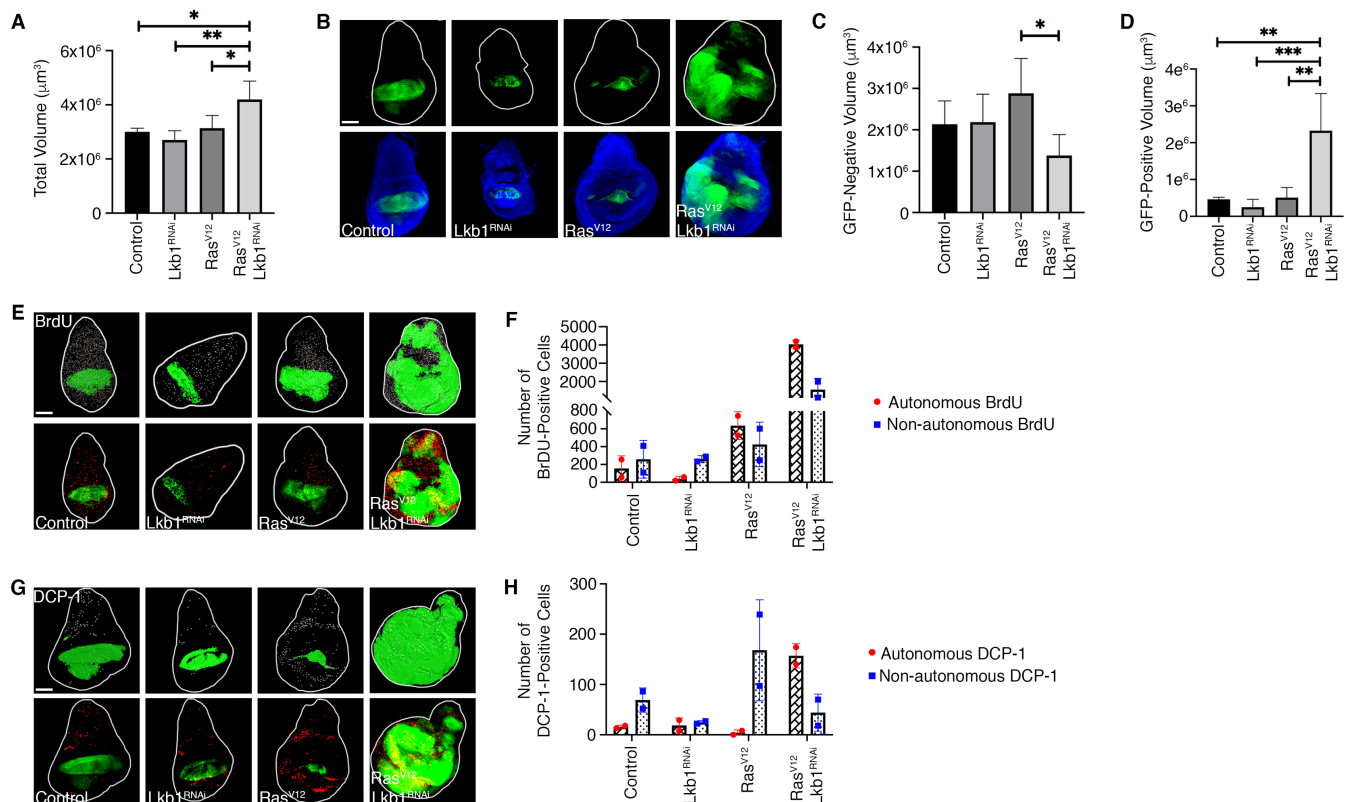 A
Total Volume (μm³)
6x10⁶
4x10⁶
2x10⁶
0
*
**
*
Control
Lkb1ᴿᴺᴬⁱ
Rasⱽ¹²
Rasⱽ¹²
Lkb1ᴿᴺᴬⁱ
B
Control
Lkb1ᴿᴺᴬⁱ
Rasⱽ¹²
Rasⱽ¹²
Lkb1ᴿᴺᴬⁱ
C
GFP-Negative Volume (μm³)
4x10⁶
3x10⁶
2x10⁶
1x10⁶
0
*
Control
Lkb1ᴿᴺᴬⁱ
Rasⱽ¹²
Rasⱽ¹²
Lkb1ᴿᴺᴬⁱ
D
GFP-Positive Volume (μm³)
4e⁶
3e⁶
2e⁶
1e⁶
0
**
***
**
Control
Lkb1ᴿᴺᴬⁱ
Rasⱽ¹²
Rasⱽ¹²
Lkb1ᴿᴺᴬⁱ
E
BrdU
Control
Lkb1ᴿᴺᴬⁱ
Rasⱽ¹²
Rasⱽ¹²
Lkb1ᴿᴺᴬⁱ
F
Number of
BrDU-Positive Cells
5000
4000
3000
2000
800
600
400
200
0
Control
Lkb1ᴿᴺᴬⁱ
Rasⱽ¹²
Rasⱽ¹²
Lkb1ᴿᴺᴬⁱ
Autonomous BrdU
Non-autonomous BrdU
G
DCP-1
Control
Lkb1ᴿᴺᴬⁱ
Rasⱽ¹²
Rasⱽ¹²
Lkb1ᴿᴺᴬⁱ
H
Number of
DCP-1-Positive Cells
300
200
100
0
Control
Lkb1ᴿᴺᴬⁱ
Rasⱽ¹²
Rasⱽ¹²
Lkb1ᴿᴺᴬⁱ
Autonomous DCP-1
Non-autonomous DCP-1